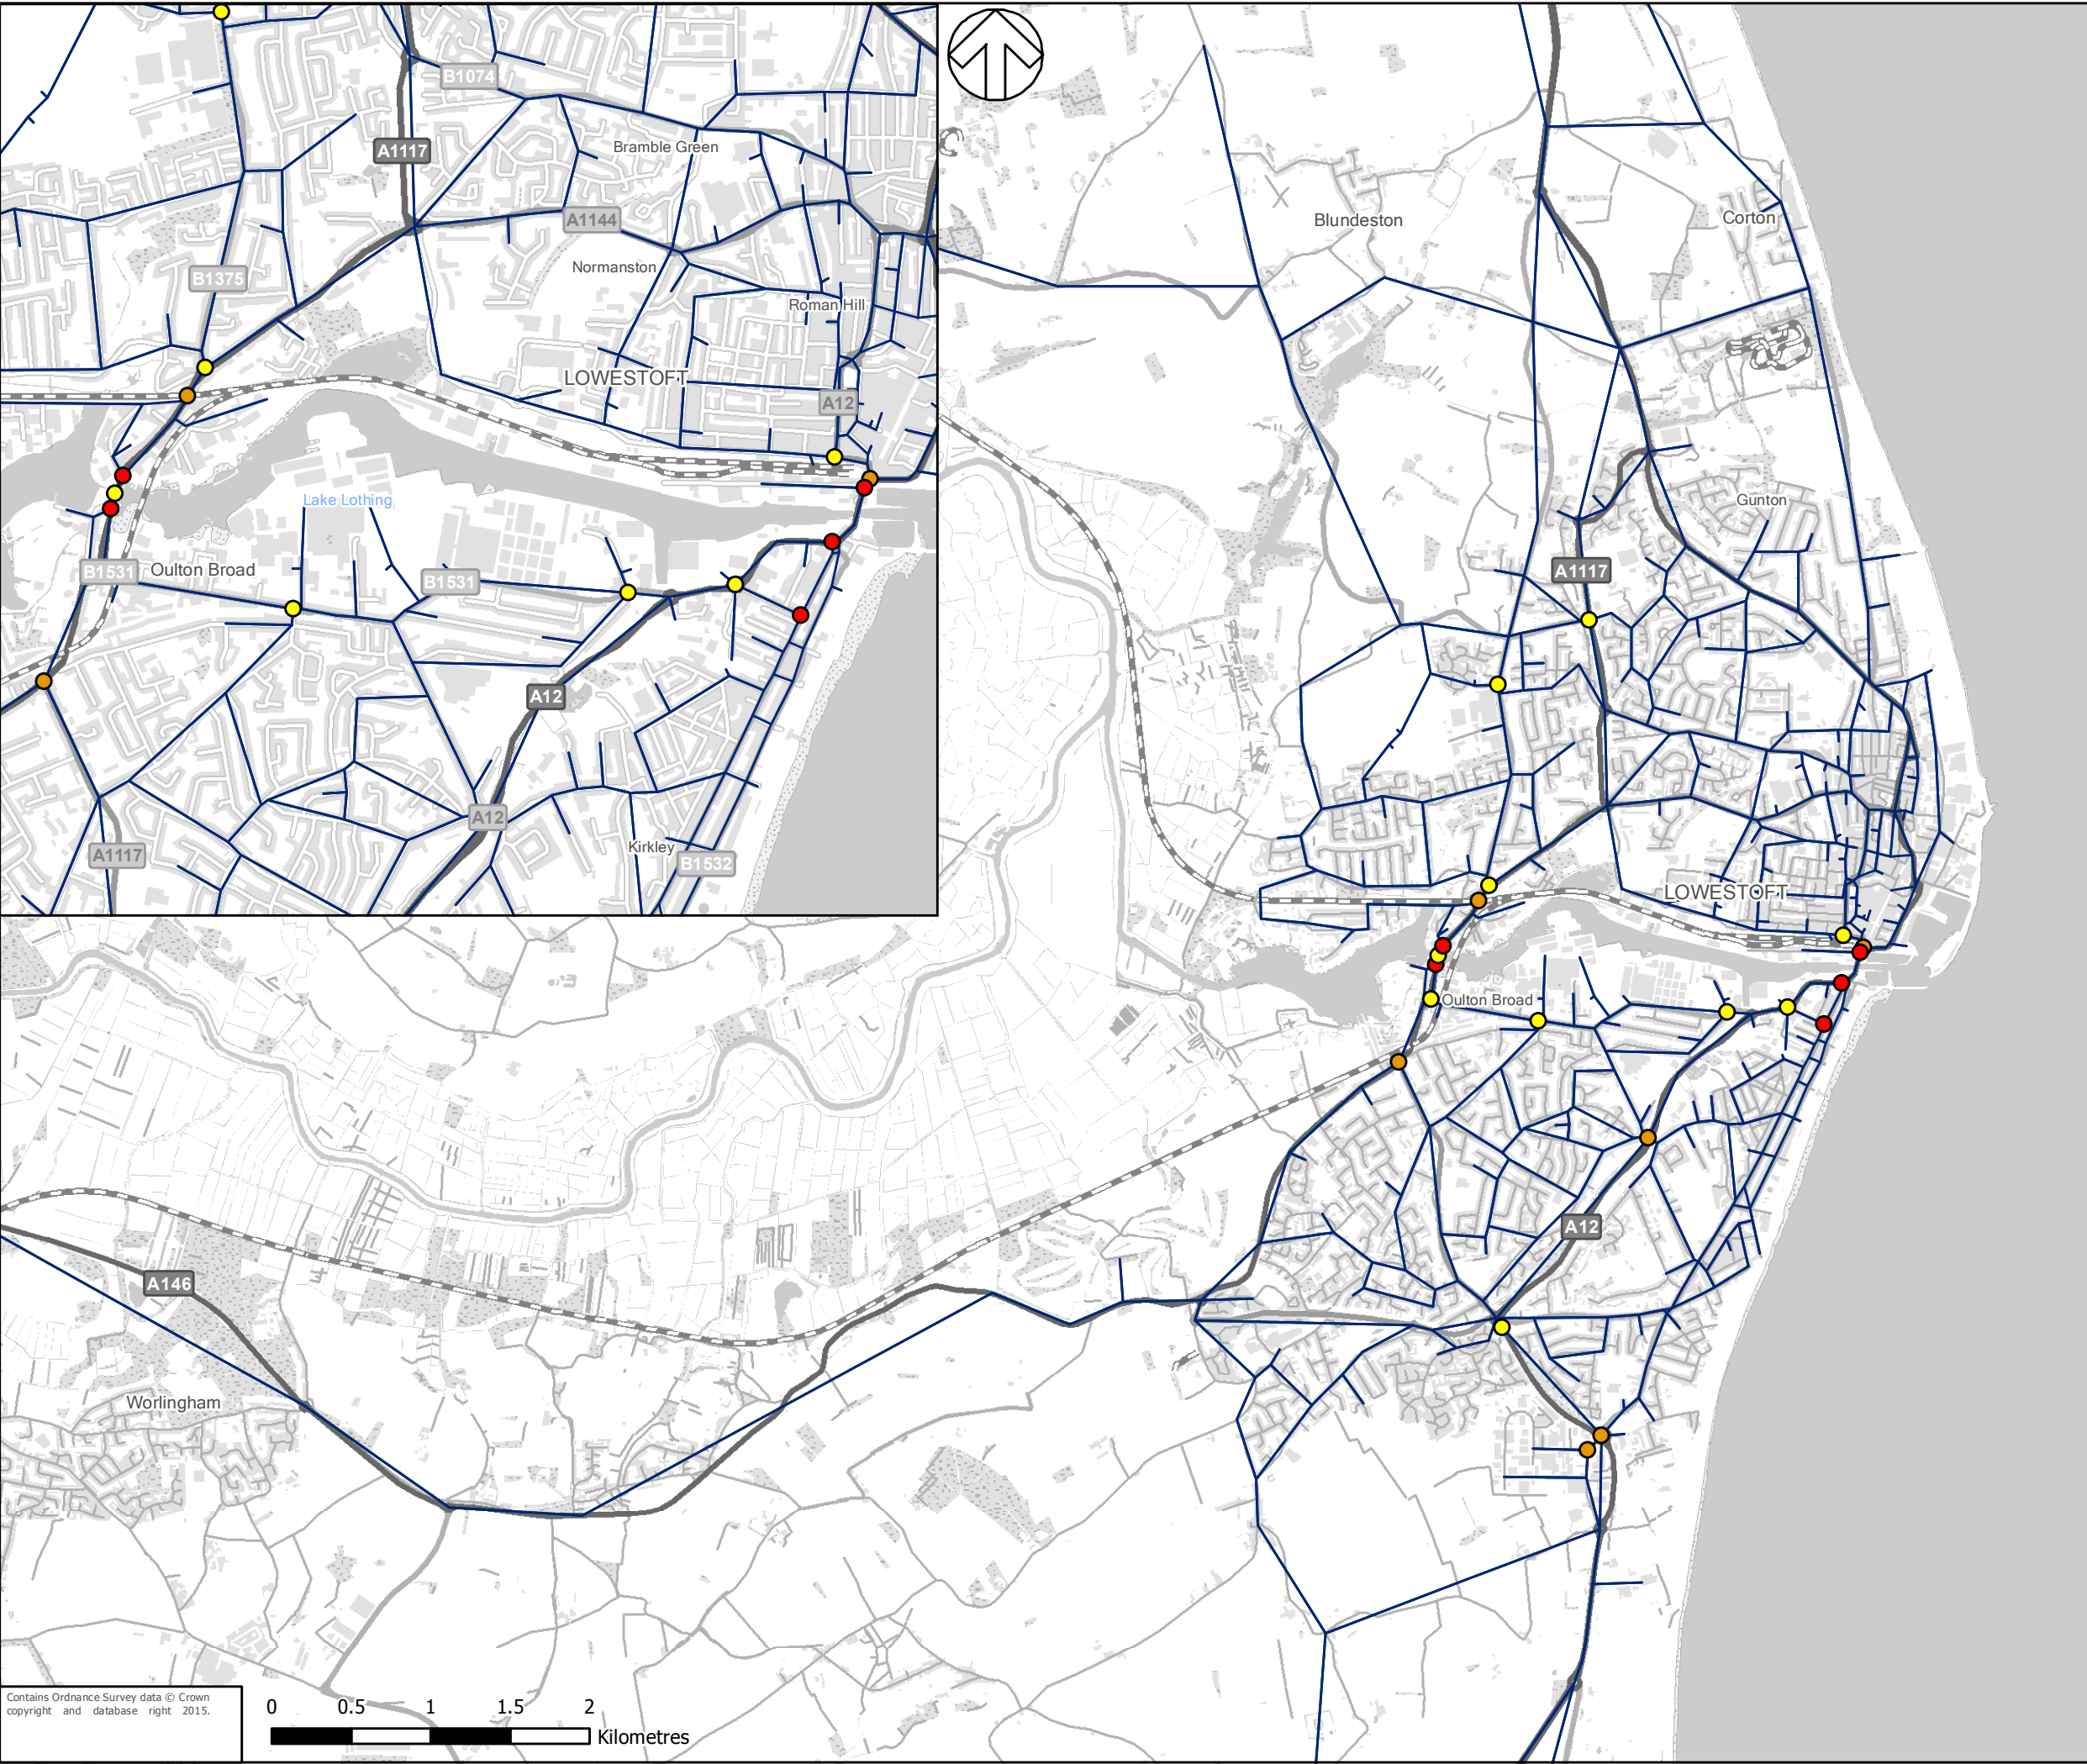 B1074
A1117
Bramble Green
A1144
Normanston
B1375
Roman Hill
LOWESTOFT
A12
Lake Lothing
B1531
Oulton Broad
B1531
A12
A12
Kirkley
B1532
A1117
Blundeston
Corton
Gunton
A1117
LOWESTOFT
Oulton Broad
A12
A146
Worlingham
Contains Ordnance Survey data © Crown
copyright and database right 2015.
0 0.5 1 1.5 2
Kilometres